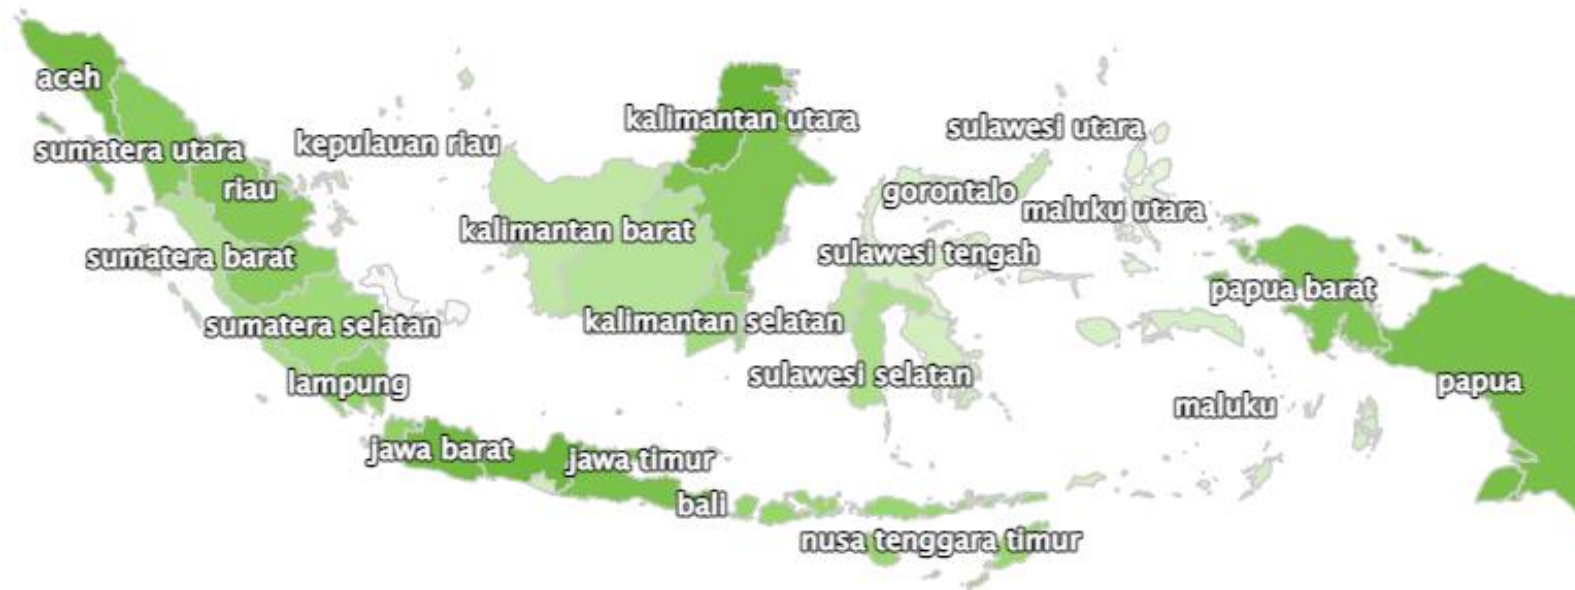 aceh
kalimantan utara
sulawesi utara
sumatera utara
kepulauan riau
riau
gorontalo
maluku utara
kalimantan barat
sumatera barat
sulawesi tengah
papua barat
sumatera selatan
kalimantan selatan
sulawesi selatan
lampung
papua
maluku
jawa barat
jawa timur
bali
nusa tenggara timur